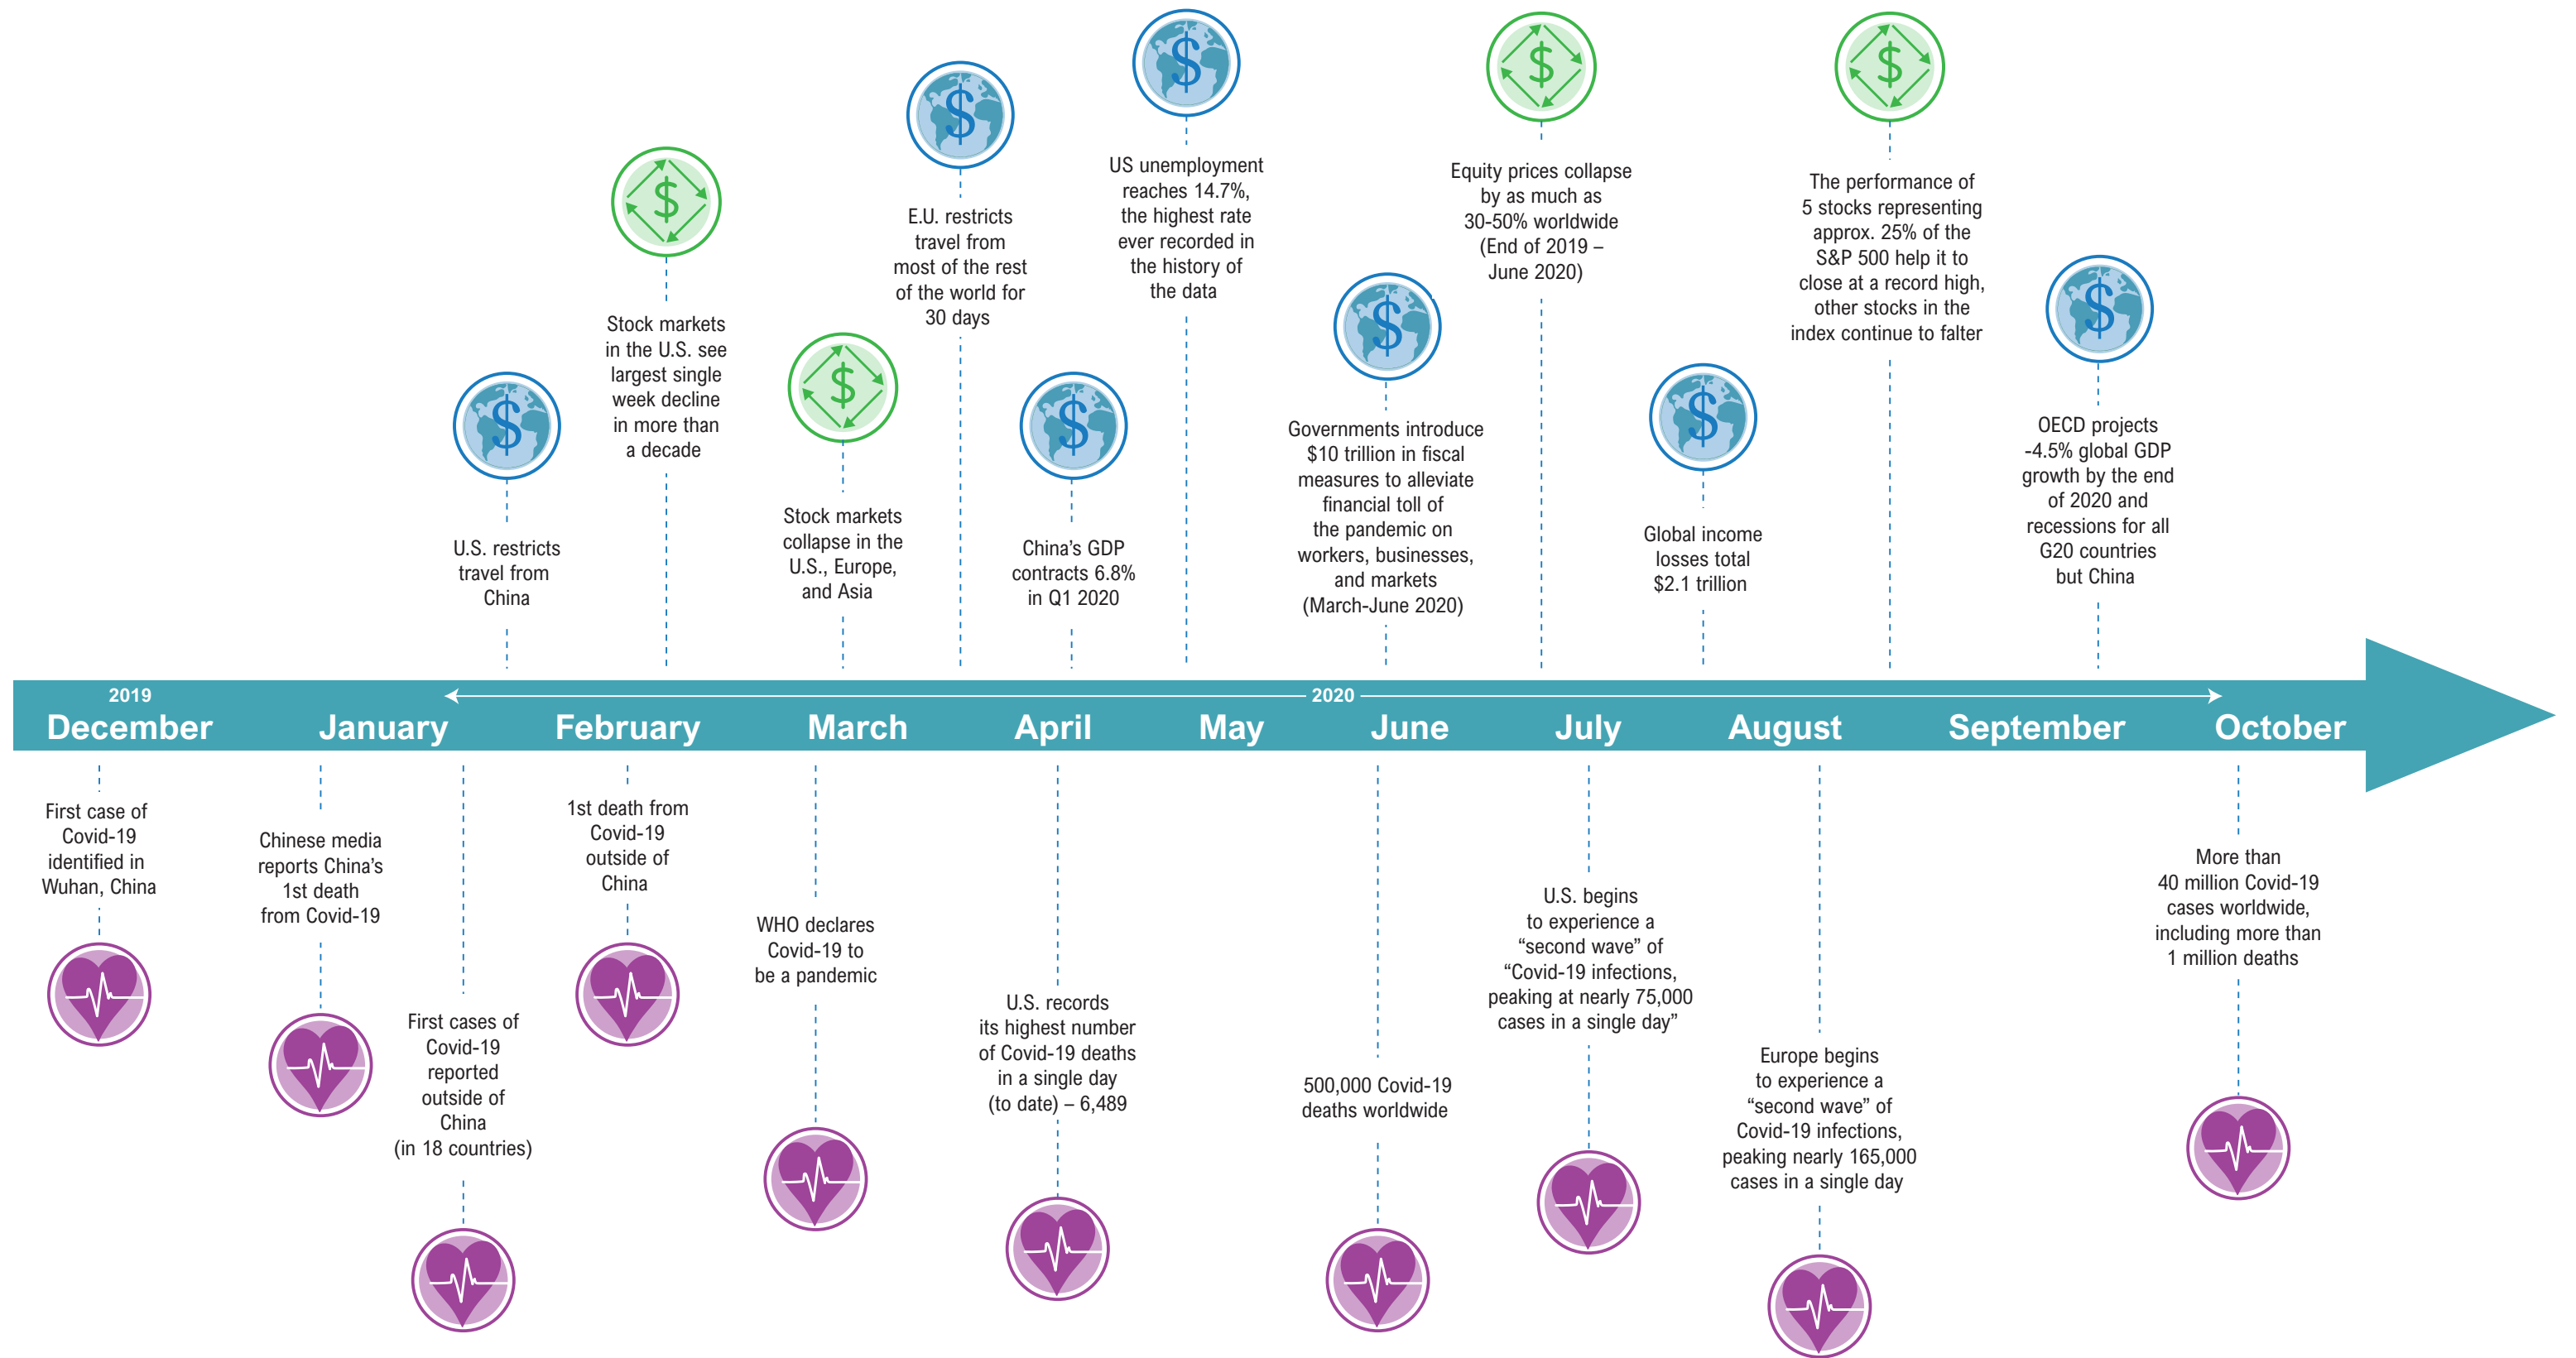 U.S. restricts
travel from
China
Stock markets
in the U.S. see
largest single
week decline
in more than
a decade
Stock markets
collapse in the
U.S., Europe,
and Asia
E.U. restricts
travel from
most of the rest
of the world for
30 days
China's GDP
contracts 6.8%
in Q1 2020
US unemployment
reaches 14.7%,
the highest rate
ever recorded in
the history of
the data
Governments introduce
$10 trillion in fiscal
measures to alleviate
financial toll of
the pandemic on
workers, businesses,
and markets
(March-June 2020)
Equity prices collapse
by as much as
30-50% worldwide
(End of 2019 –
June 2020)
Global income
losses total
$2.1 trillion
The performance of
5 stocks representing
approx. 25% of the
S&P 500 help it to
close at a record high,
other stocks in the
index continue to falter
OECD projects
-4.5% global GDP
growth by the end
of 2020 and
recessions for all
G20 countries
but China
2019 2020
December January February March April May June July August September October
First case of
Covid-19
identified in
Wuhan, China
Chinese media
reports China's
1st death
from Covid-19
First cases of
Covid-19
reported
outside of
China
(in 18 countries)
1st death from
Covid-19
outside of
China
WHO declares
Covid-19 to
be a pandemic
U.S. records
its highest number
of Covid-19 deaths
in a single day
(to date) – 6,489
500,000 Covid-19
deaths worldwide
U.S. begins
to experience a
“second wave” of
“Covid-19 infections,
peaking at nearly 75,000
cases in a single day”
Europe begins
to experience a
“second wave” of
Covid-19 infections,
peaking nearly 165,000
cases in a single day
More than
40 million Covid-19
cases worldwide,
including more than
1 million deaths